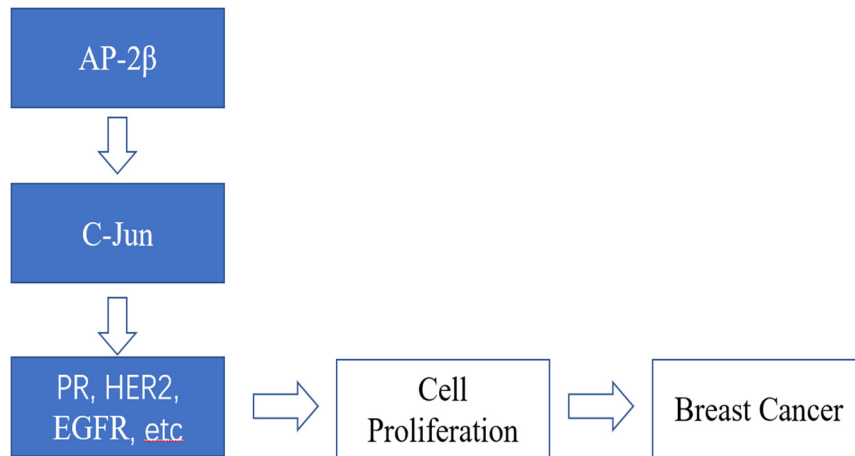 AP-2β
C-Jun
PR, HER2,
EGFR, etc
Cell
Proliferation
Breast Cancer